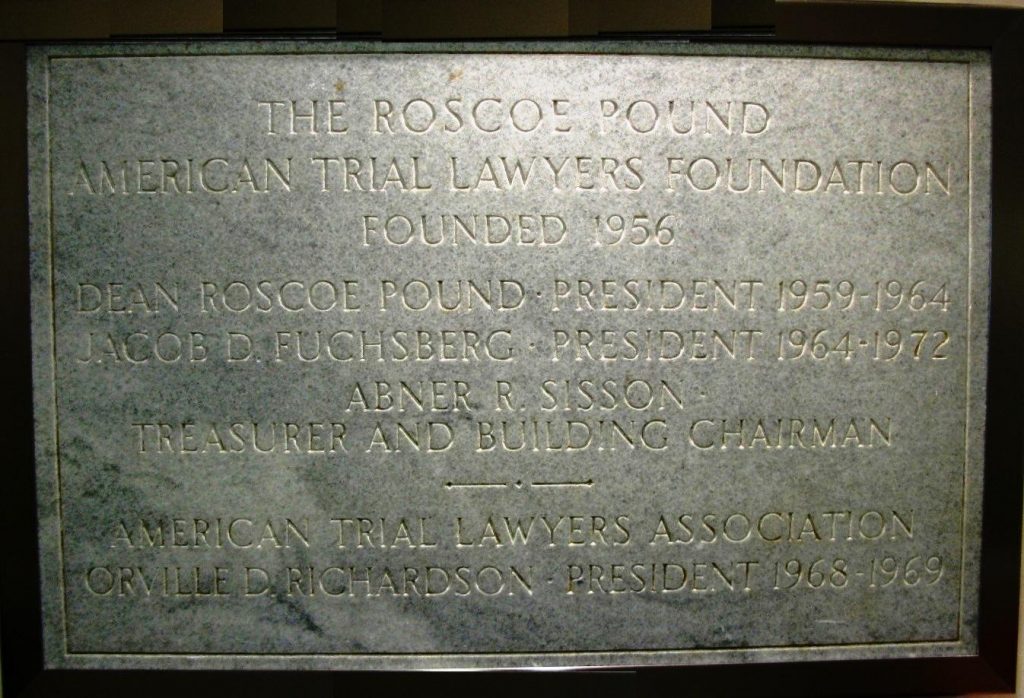 THE ROSCOE POUND
AMERICAN TRIAL LAWYERS FOUNDATION
FOUNDED 1956
DEAN ROSCOE POUND · PRESIDENT 1959-1964
JACOB D. FUCHSBERG · PRESIDENT 1964-1972
ABNER R. SISSON ·
TREASURER AND BUILDING CHAIRMAN
AMERICAN TRIAL LAWYERS ASSOCIATION
ORVILLE D. RICHARDSON · PRESIDENT 1968-1969